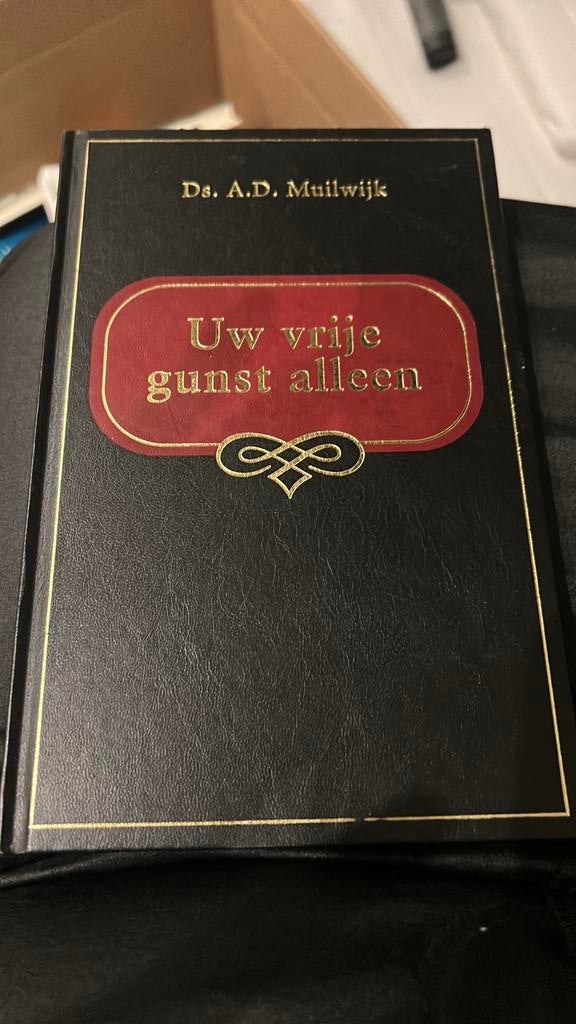 Ds. A.D. Muilwijk
Uw vrije
gunst alleen